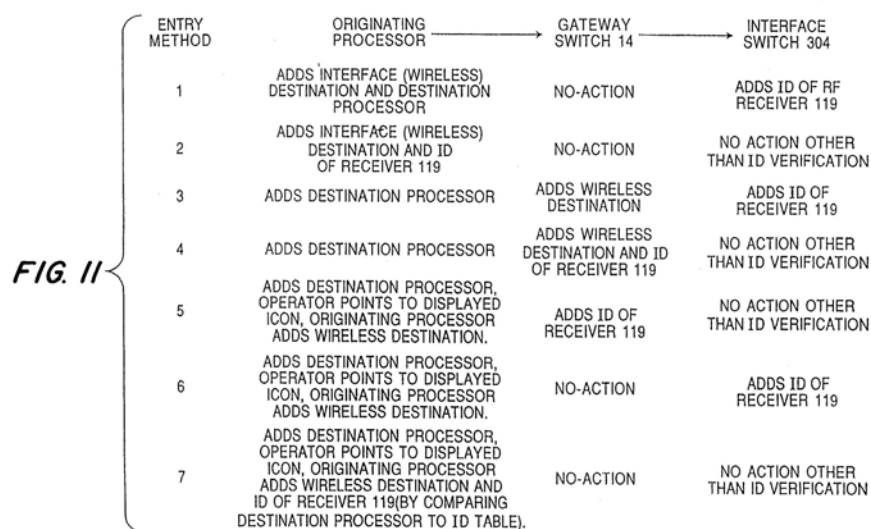 ENTRY METHOD ORIGINATING PROCESSOR → GATEWAY SWITCH 14 → INTERFACE SWITCH 304
1 ADDS INTERFACE (WIRELESS) DESTINATION AND DESTINATION PROCESSOR NO-ACTION ADDS ID OF RF RECEIVER 119
2 ADDS INTERFACE (WIRELESS) DESTINATION AND ID OF RECEIVER 119 NO-ACTION NO ACTION OTHER THAN ID VERIFICATION
3 ADDS DESTINATION PROCESSOR ADDS WIRELESS DESTINATION ADDS ID OF RECEIVER 119
4 ADDS DESTINATION PROCESSOR ADDS WIRELESS DESTINATION AND ID OF RECEIVER 119 NO ACTION OTHER THAN ID VERIFICATION
FIG. 11
5 ADDS DESTINATION PROCESSOR, OPERATOR POINTS TO DISPLAYED ICON, ORIGINATING PROCESSOR ADDS WIRELESS DESTINATION. ADDS ID OF RECEIVER 119 NO ACTION OTHER THAN ID VERIFICATION
6 ADDS DESTINATION PROCESSOR, OPERATOR POINTS TO DISPLAYED ICON, ORIGINATING PROCESSOR ADDS WIRELESS DESTINATION. NO-ACTION ADDS ID OF RECEIVER 119
7 ADDS DESTINATION PROCESSOR, OPERATOR POINTS TO DISPLAYED ICON, ORIGINATING PROCESSOR ADDS WIRELESS DESTINATION AND ID OF RECEIVER 119(BY COMPARING DESTINATION PROCESSOR TO ID TABLE). NO-ACTION NO ACTION OTHER THAN ID VERIFICATION